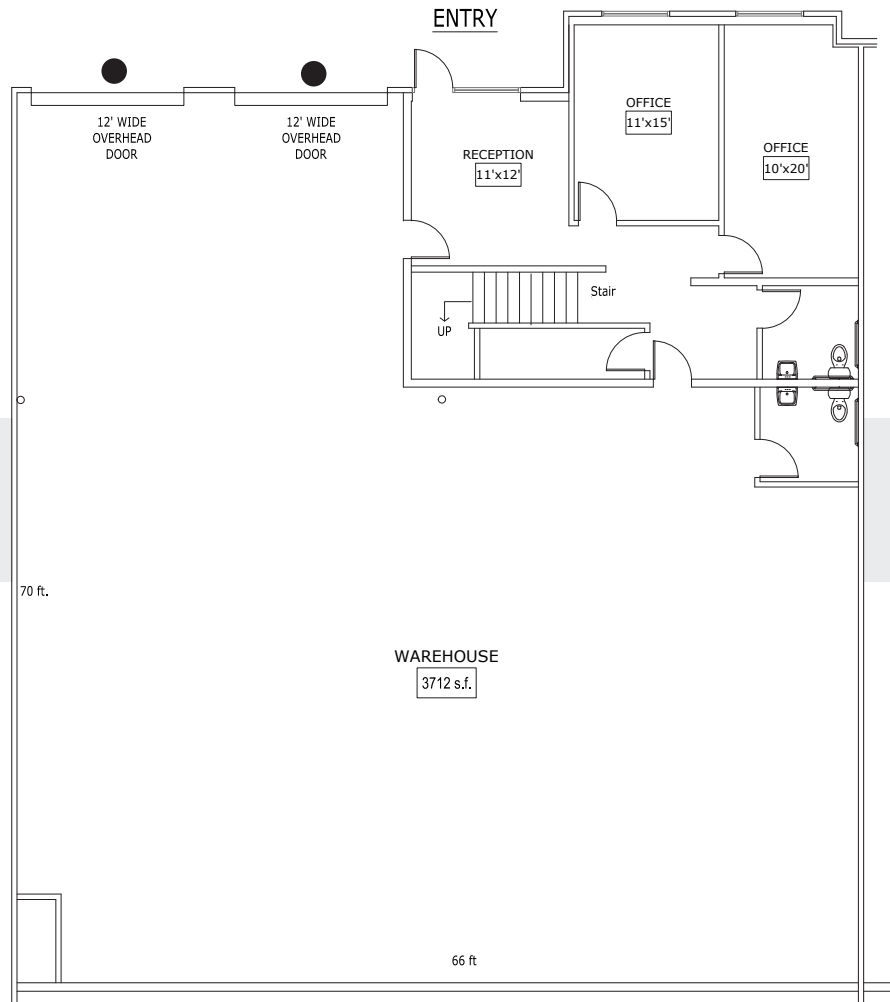 ENTRY
12' WIDE
OVERHEAD
DOOR
12' WIDE
OVERHEAD
DOOR
RECEPTION
11'x12'
OFFICE
11'x15'
OFFICE
10'x20'
Stair
UP
70 ft.
WAREHOUSE
3712 s.f.
66 ft